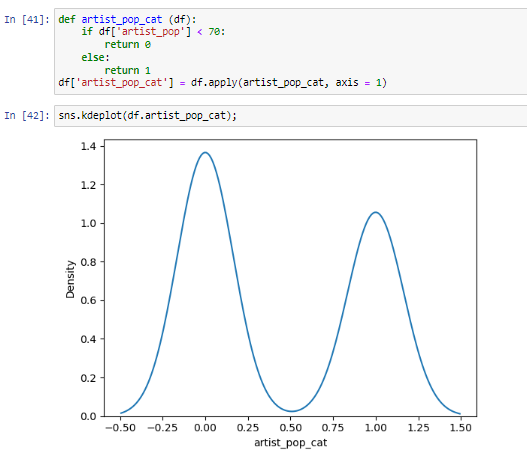 In [41]: def artist_pop_cat (df):
    if df['artist_pop'] < 70:
        return 0
    else:
        return 1
df['artist_pop_cat'] = df.apply(artist_pop_cat, axis = 1)
In [42]: sns.kdeplot(df.artist_pop_cat);
1.4
1.2
1.0
0.8
0.6
0.4
0.2
0.0
Density
−0.50 −0.25 0.00 0.25 0.50 0.75 1.00 1.25 1.50
artist_pop_cat